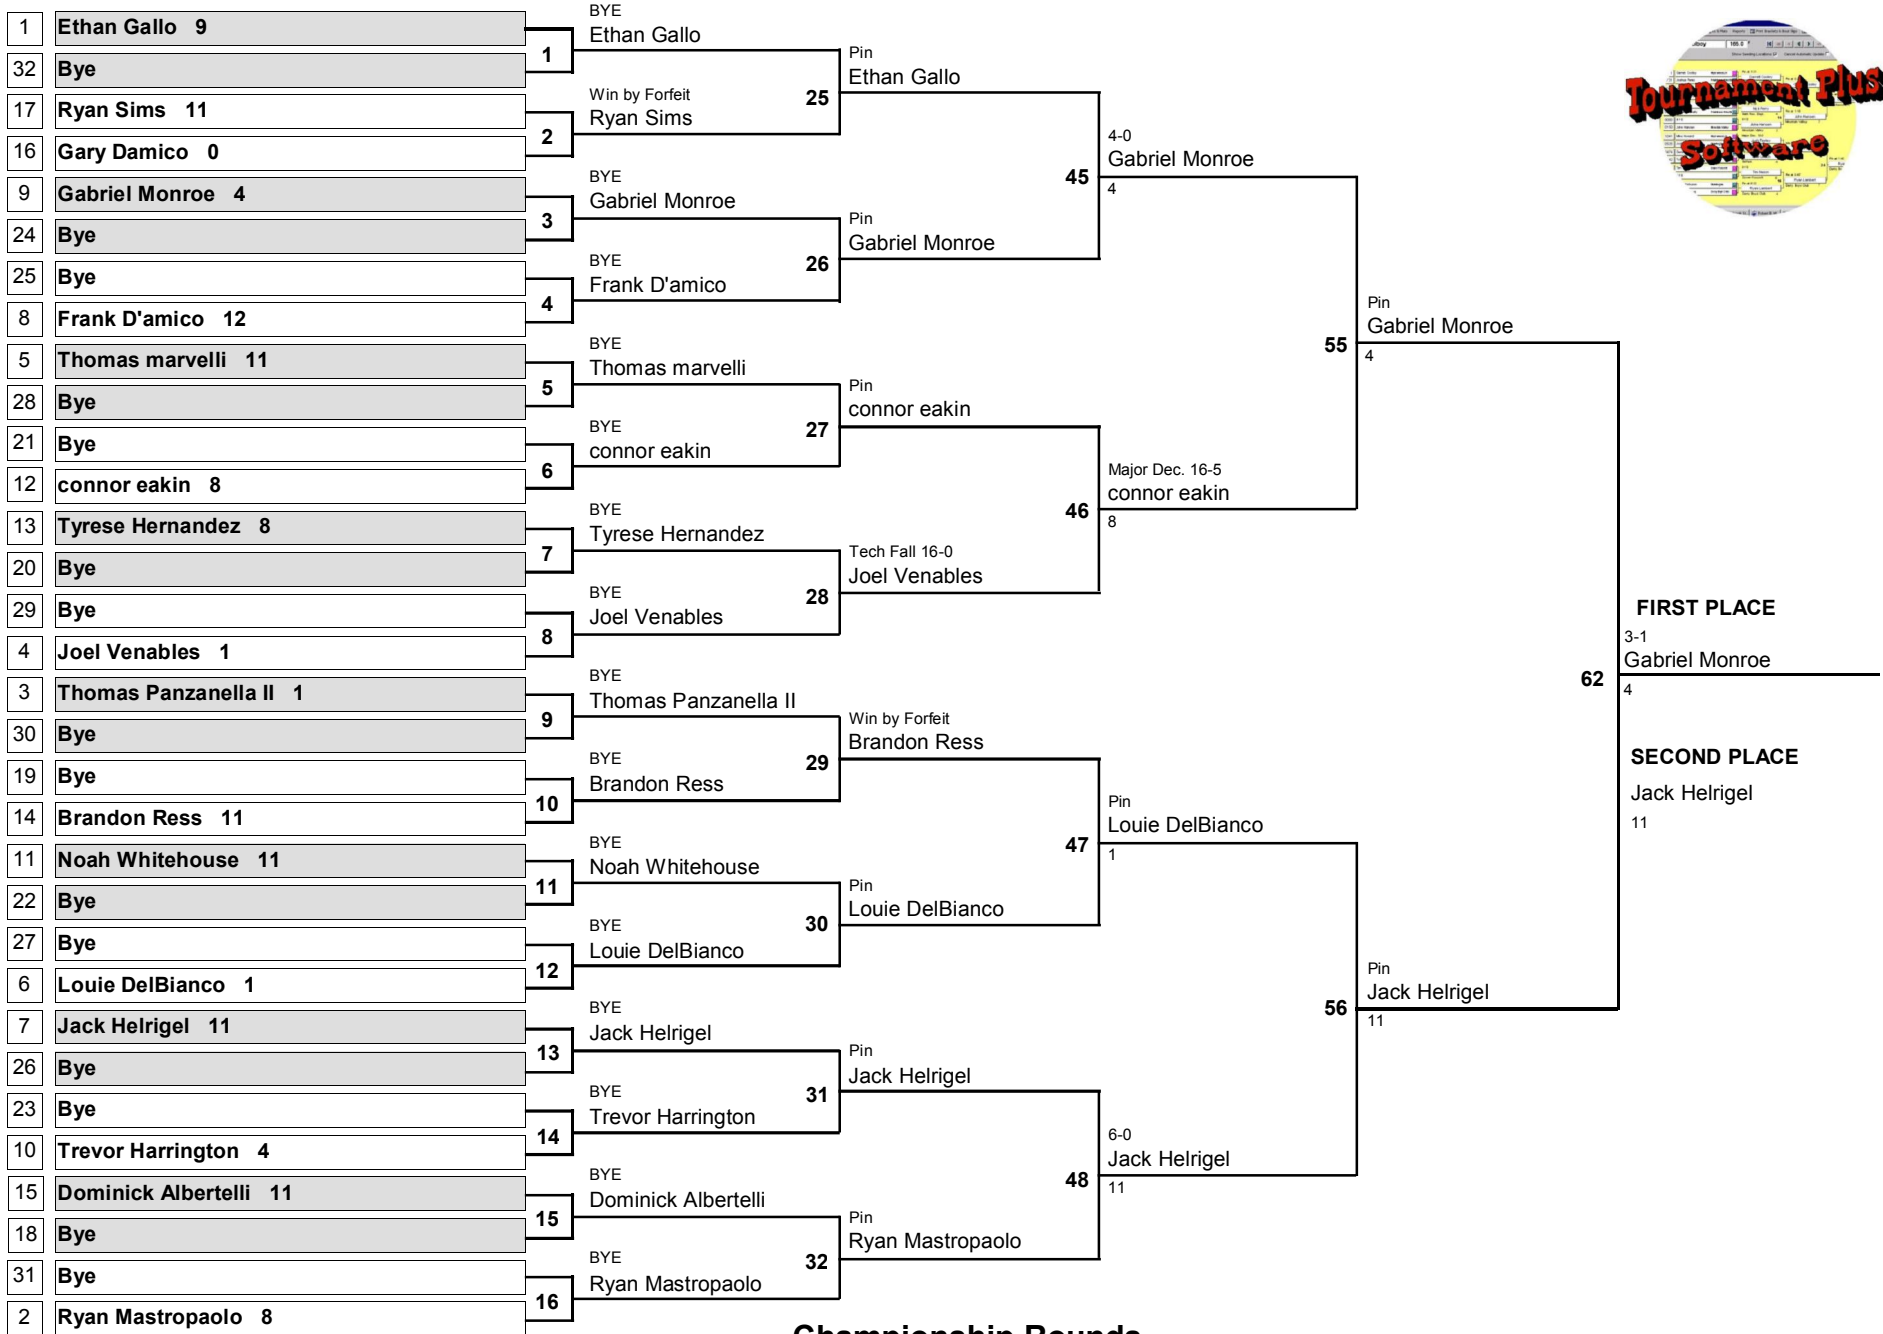 1 Ethan Gallo 9
32 Bye
17 Ryan Sims 11
16 Gary Damico 0
9 Gabriel Monroe 4
24 Bye
25 Bye
8 Frank D'amico 12
5 Thomas marvelli 11
28 Bye
21 Bye
12 connor eakin 8
13 Tyrese Hernandez 8
20 Bye
29 Bye
4 Joel Venables 1
3 Thomas Panzanella II 1
30 Bye
19 Bye
14 Brandon Ress 11
11 Noah Whitehouse 11
22 Bye
27 Bye
6 Louie DelBianco 1
7 Jack Helrigel 11
26 Bye
23 Bye
10 Trevor Harrington 4
15 Dominick Albertelli 11
18 Bye
31 Bye
2 Ryan Mastropaolo 8
1
2
3
4
5
6
7
8
9
10
11
12
13
14
15
16
BYE
Ethan Gallo
Win by Forfeit
Ryan Sims
BYE
Gabriel Monroe
BYE
Frank D'amico
BYE
Thomas marvelli
BYE
connor eakin
BYE
Tyrese Hernandez
BYE
Joel Venables
BYE
Thomas Panzanella II
BYE
Brandon Ress
BYE
Noah Whitehouse
BYE
Louie DelBianco
BYE
Jack Helrigel
BYE
Trevor Harrington
BYE
Dominick Albertelli
BYE
Ryan Mastropaolo
25
26
27
28
29
30
31
32
Pin
Ethan Gallo
Pin
Gabriel Monroe
Pin
connor eakin
Tech Fall 16-0
Joel Venables
Win by Forfeit
Brandon Ress
Pin
Louie DelBianco
Pin
Jack Helrigel
Pin
Ryan Mastropaolo
45
46
47
48
4-0
Gabriel Monroe
4
Major Dec. 16-5
connor eakin
8
Pin
Louie DelBianco
1
6-0
Jack Helrigel
11
55
56
Pin
Gabriel Monroe
4
Pin
Jack Helrigel
11
62
FIRST PLACE
3-1
Gabriel Monroe
4
SECOND PLACE
Jack Helrigel
11
Tournament Plus
Software
Championship Rounds